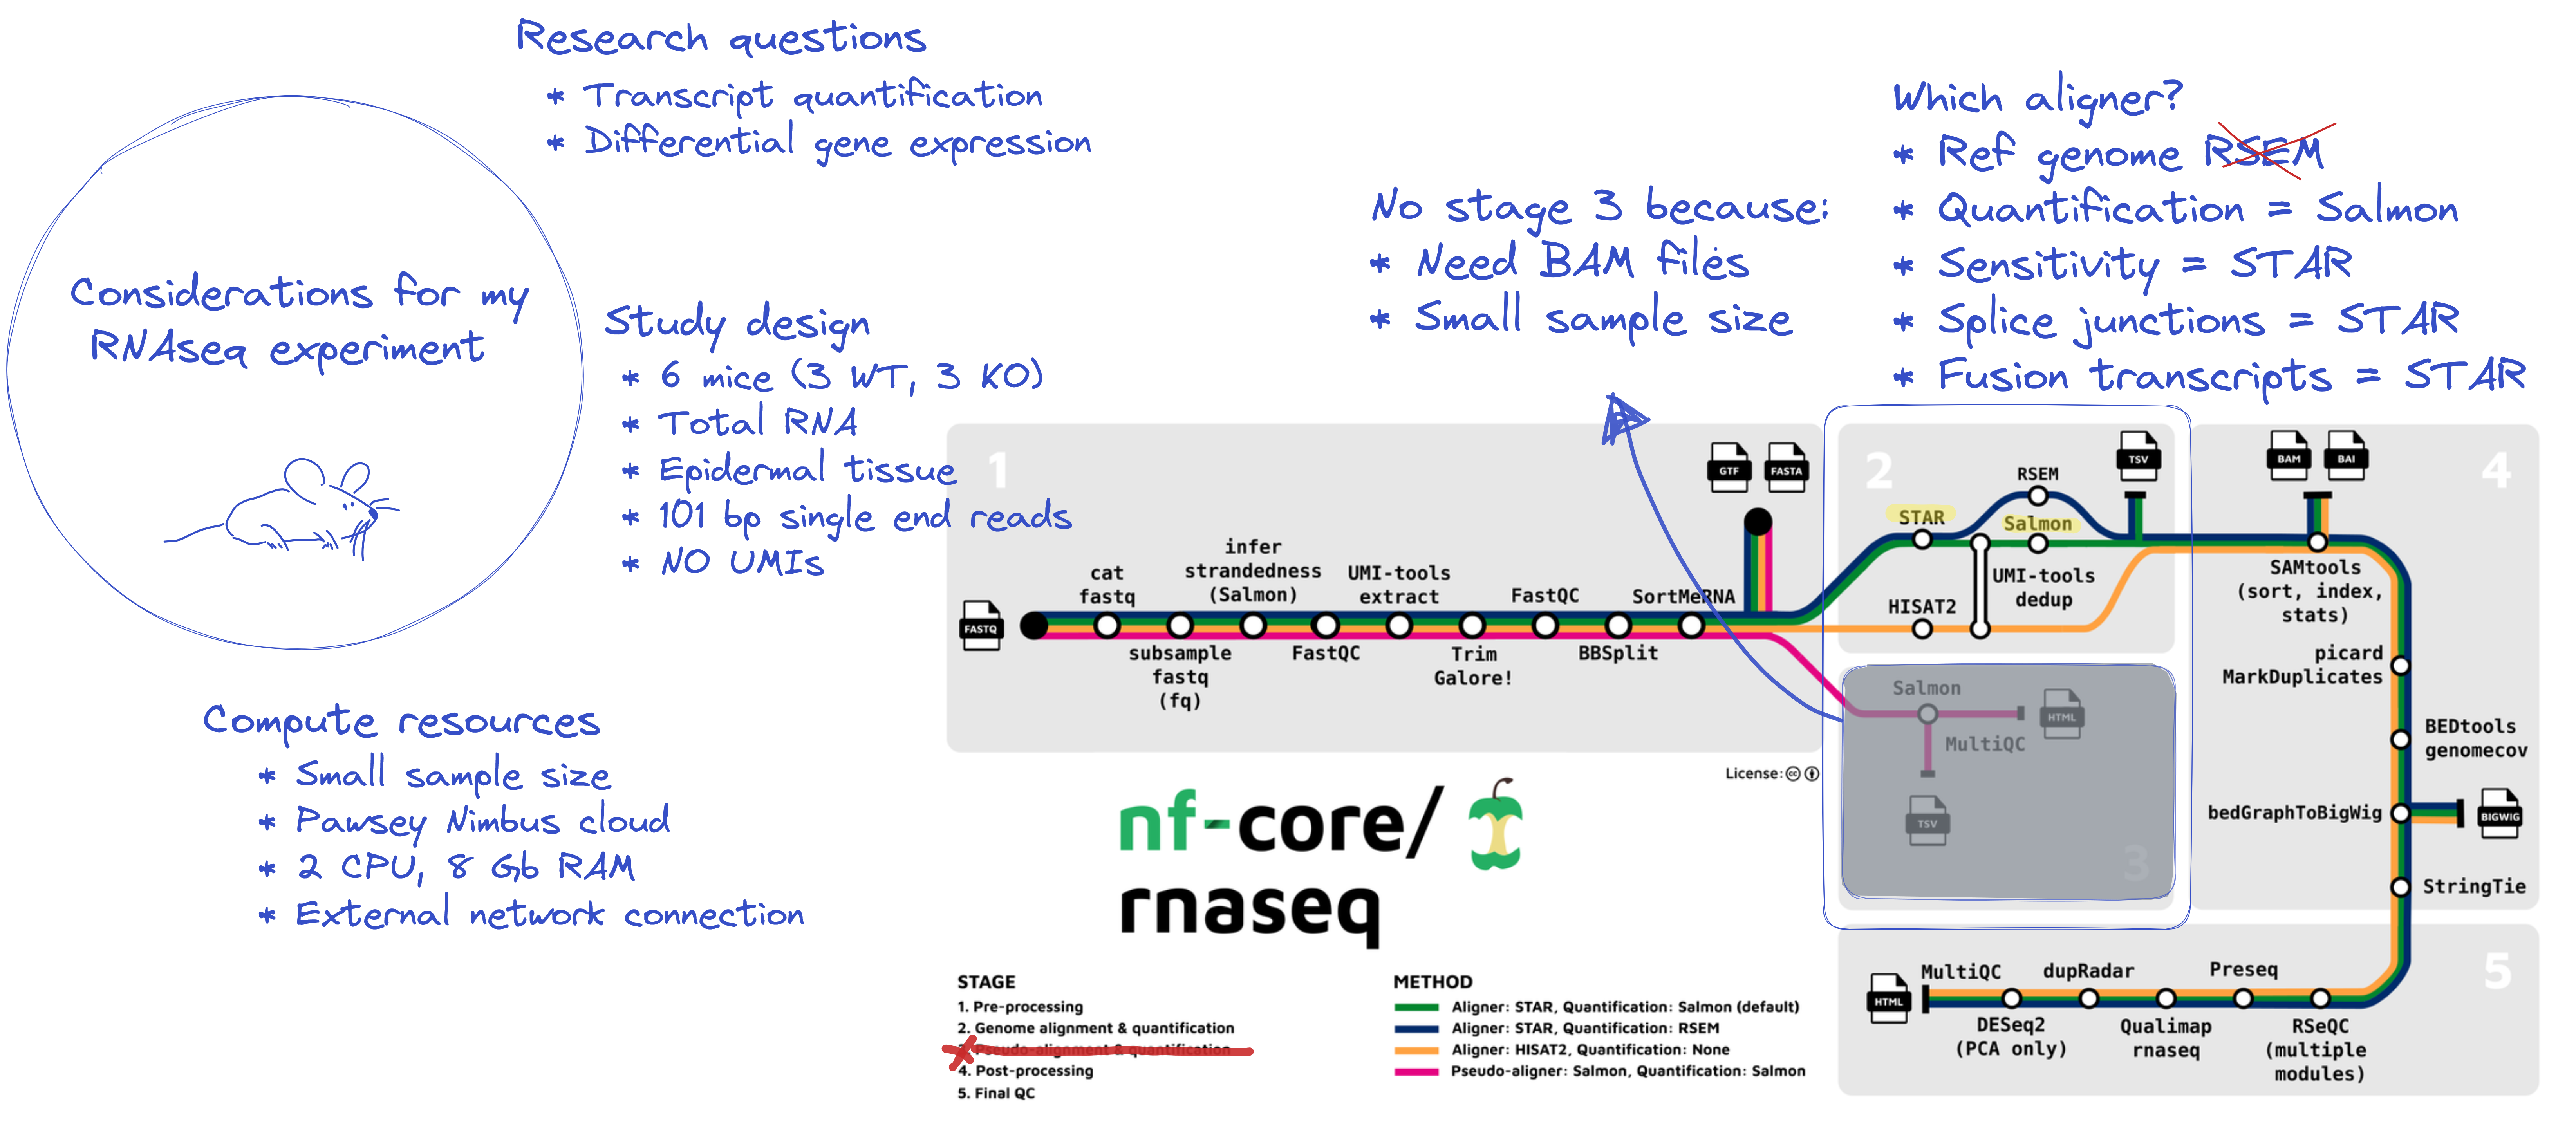 Research questions
* Transcript quantification
* Differential gene expression
Considerations for my
RNAseq experiment
Study design
* 6 mice (3 WT, 3 KO)
* Total RNA
* Epidermal tissue
* 101 bp single end reads
* NO UMIs
Compute resources
* Small sample size
* Pawsey Nimbus cloud
* 2 CPU, 8 Gb RAM
* External network connection
No stage 3 because:
* Need BAM files
* Small sample size
Which aligner?
* Ref genome RSEM
* Quantification = Salmon
* Sensitivity = STAR
* Splice junctions = STAR
* Fusion transcripts = STAR
1
FASTQ
cat
fastq
subsample
fastq
(fq)
infer
strandedness
(Salmon)
FastQC
UMI-tools
extract
Trim
Galore!
FastQC
BBSplit
SortMeRNA
GTF
FASTA
2
STAR
RSEM
Salmon
TSV
HISAT2
UMI-tools
dedup
Salmon
HTML
MultiQC
TSV
3
4
BAM
BAI
SAMtools
(sort, index,
stats)
picard
MarkDuplicates
BEDtools
genomecov
bedGraphToBigWig
BIGWIG
StringTie
5
HTML
MultiQC
DESeq2
(PCA only)
dupRadar
Qualimap
rnaseq
Preseq
RSeQC
(multiple
modules)
License:
nf-core/
rnaseq
STAGE
1. Pre-processing
2. Genome alignment & quantification
3. Pseudo-alignment & quantification
4. Post-processing
5. Final QC
METHOD
Aligner: STAR, Quantification: Salmon (default)
Aligner: STAR, Quantification: RSEM
Aligner: HISAT2, Quantification: None
Pseudo-aligner: Salmon, Quantification: Salmon